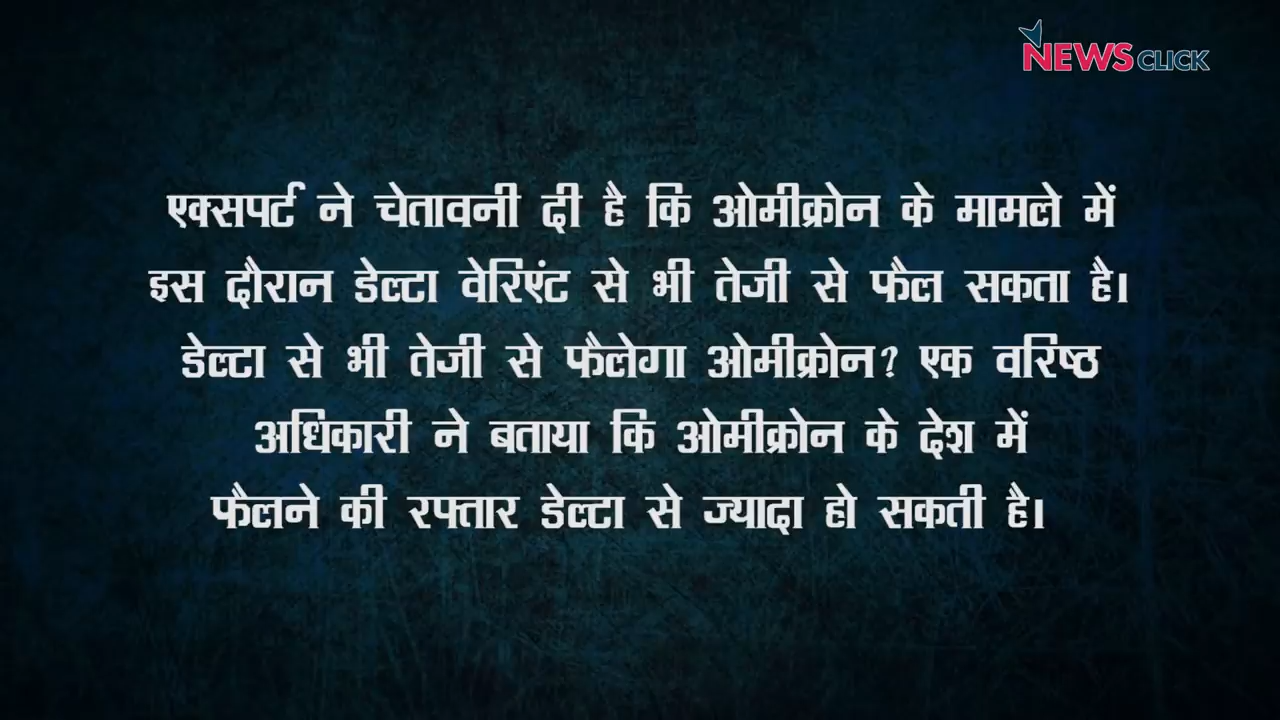 NEWSCLICK
एक्सपर्ट ने चेतावनी दी है कि ओमीक्रोन के मामले में
इस दौरान डेल्टा वेरिएंट से भी तेजी से फैल सकता है।
डेल्टा से भी तेजी से फैलेगा ओमीक्रोन? एक वरिष्ठ
अधिकारी ने बताया कि ओमीक्रोन के देश में
फैलने की रफ्तार डेल्टा से ज्यादा हो सकती है।